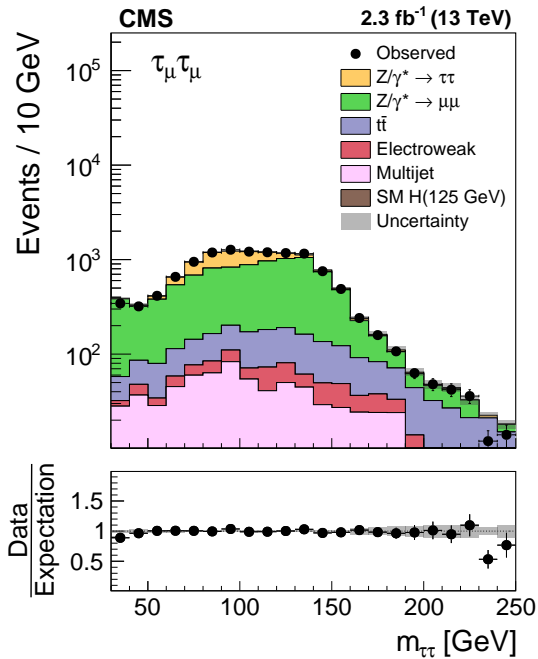 CMS 2.3 fb⁻¹ (13 TeV)
τ_μτ_μ
Observed
Z/γ* → ττ
Z/γ* → μμ
tt̄
Electroweak
Multijet
SM H(125 GeV)
Uncertainty
Events / 10 GeV
10⁵
10⁴
10³
10²
Data
Expectation
1.5
1
0.5
50 100 150 200 250
m_ττ [GeV]